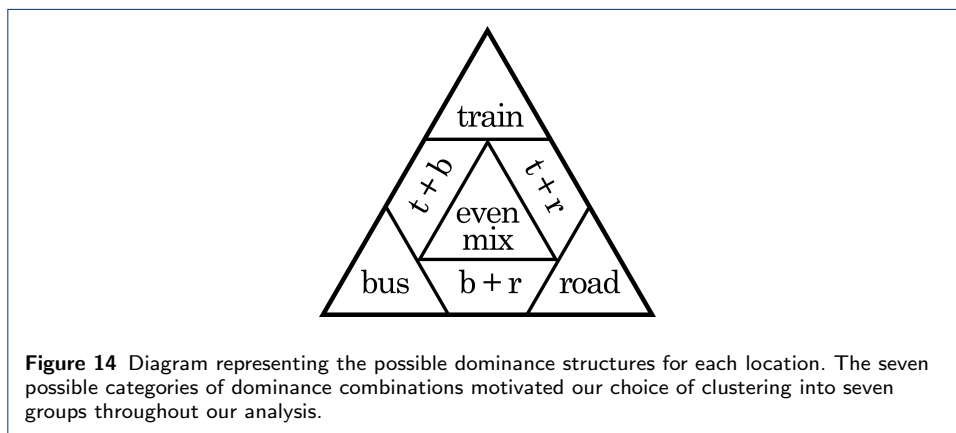 train
t + b
t + r
even
mix
bus
b + r
road
Figure 14 Diagram representing the possible dominance structures for each location. The seven
possible categories of dominance combinations motivated our choice of clustering into seven
groups throughout our analysis.